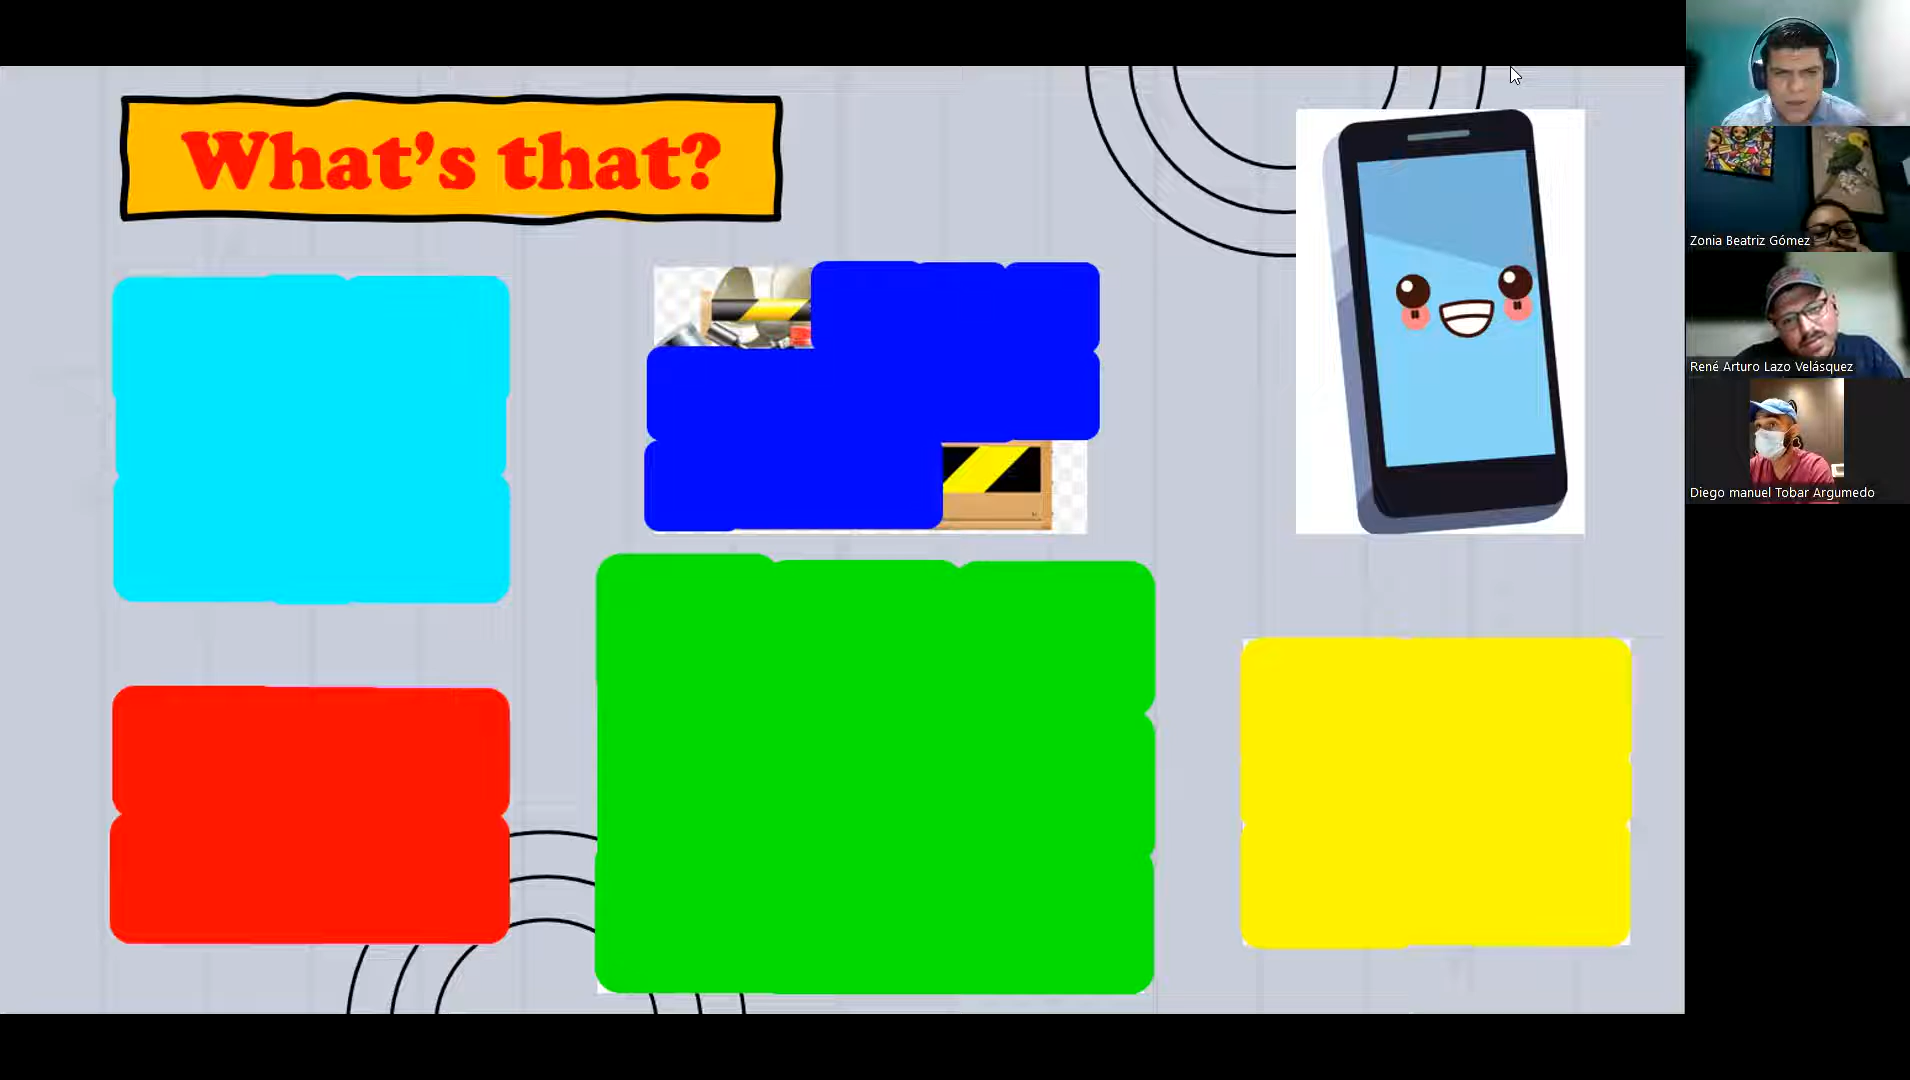 What's that?
Zonia Beatriz Gómez
René Arturo Lazo Velásquez
Diego manuel Tobar Argumedo